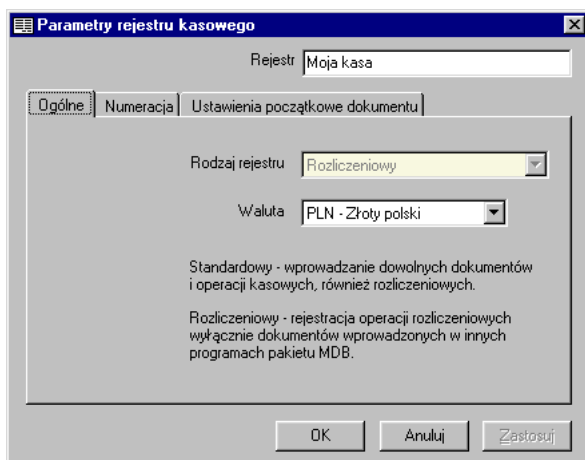 Parametry rejestru kasowego
Rejestr Moja kasa
Ogólne Numeracja Ustawienia początkowe dokumentu
Rodzaj rejestru Rozliczeniowy
Waluta PLN - Złoty polski
Standardowy - wprowadzanie dowolnych dokumentów
i operacji kasowych, również rozliczeniowych.
Rozliczeniowy - rejestracja operacji rozliczeniowych
wyłącznie dokumentów wprowadzonych w innych
programach pakietu MDB.
OK Anuluj Zastosuj